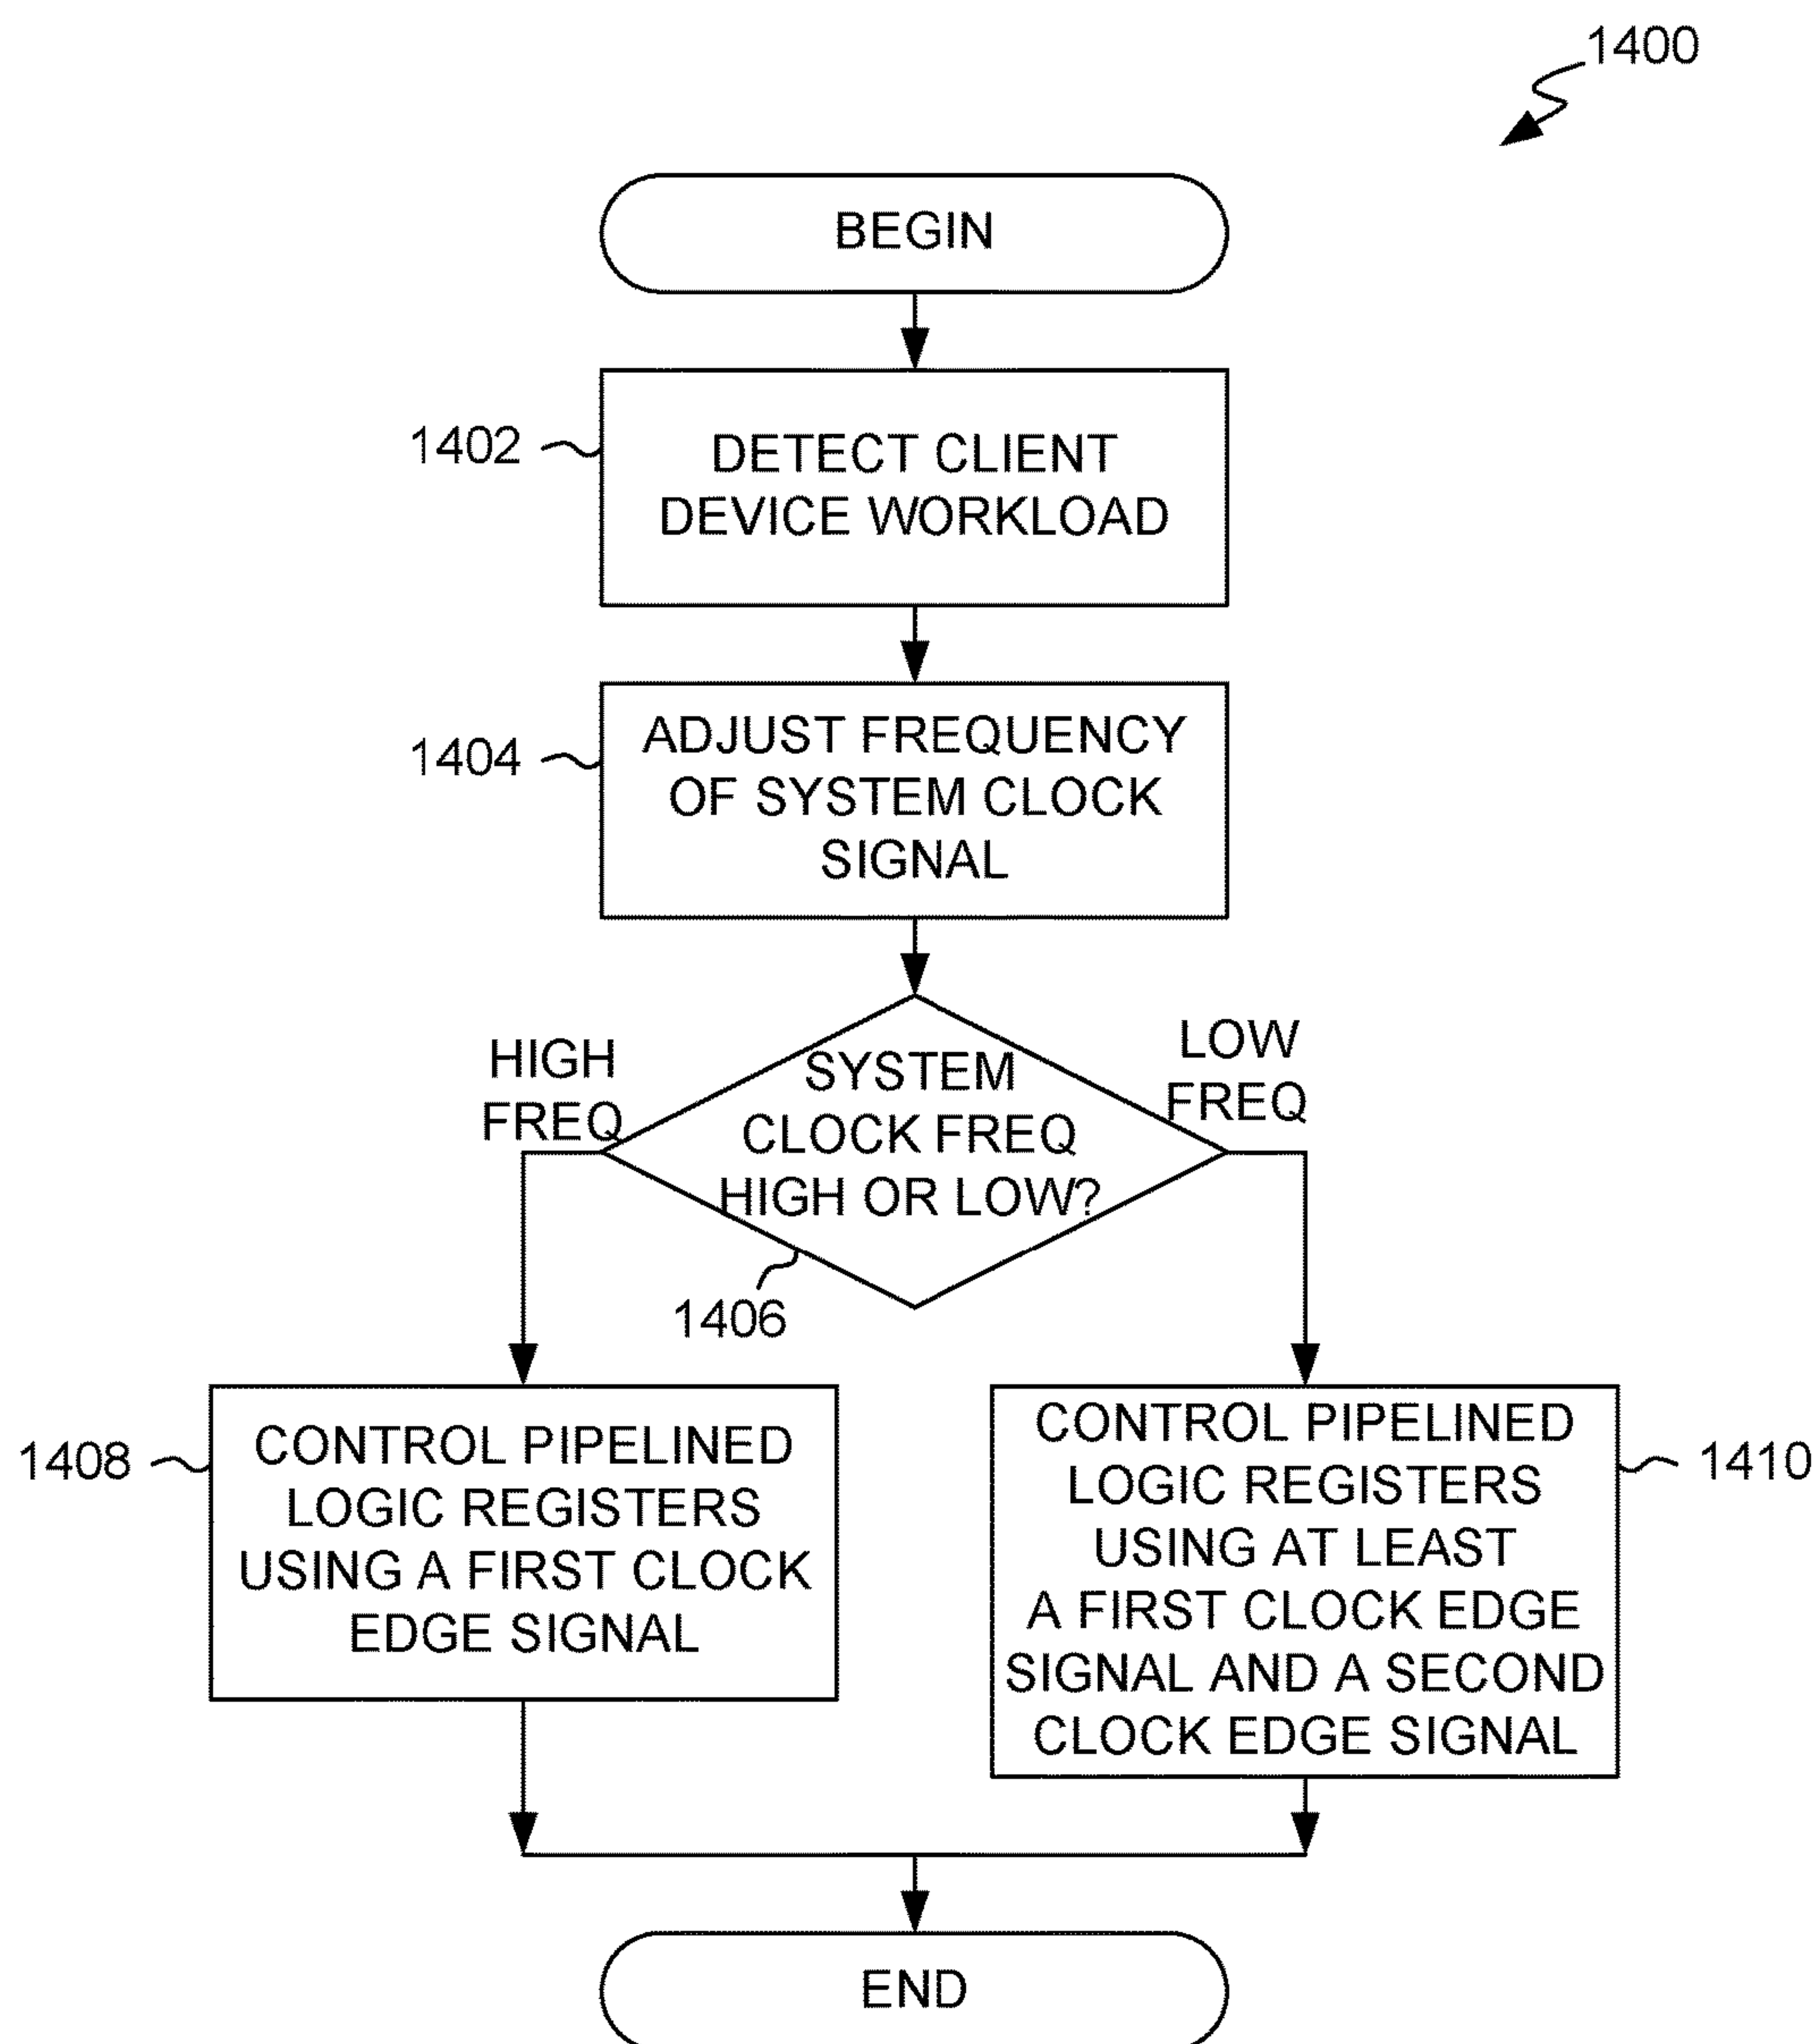 1400
BEGIN
1402
DETECT CLIENT
DEVICE WORKLOAD
1404
ADJUST FREQUENCY
OF SYSTEM CLOCK
SIGNAL
HIGH
FREQ
SYSTEM
CLOCK FREQ
HIGH OR LOW?
LOW
FREQ
1406
1408
CONTROL PIPELINED
LOGIC REGISTERS
USING A FIRST CLOCK
EDGE SIGNAL
CONTROL PIPELINED
LOGIC REGISTERS
USING AT LEAST
A FIRST CLOCK EDGE
SIGNAL AND A SECOND
CLOCK EDGE SIGNAL
1410
END